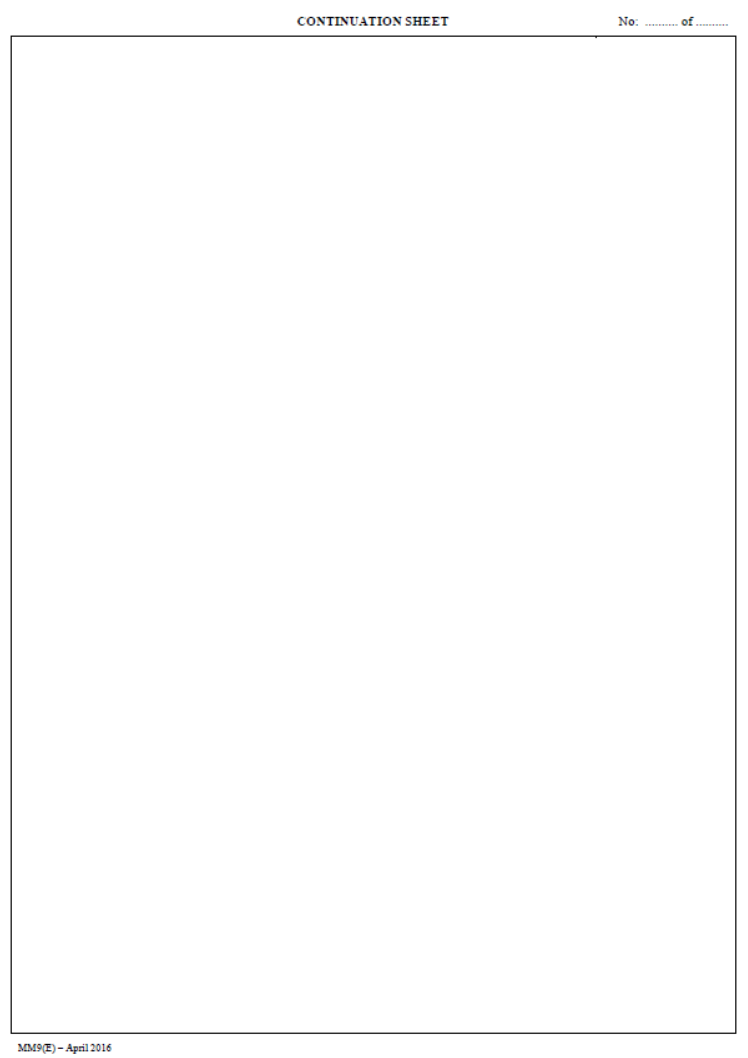 CONTINUATION SHEET
No: .......... of ..........
MM9(E) – April 2016